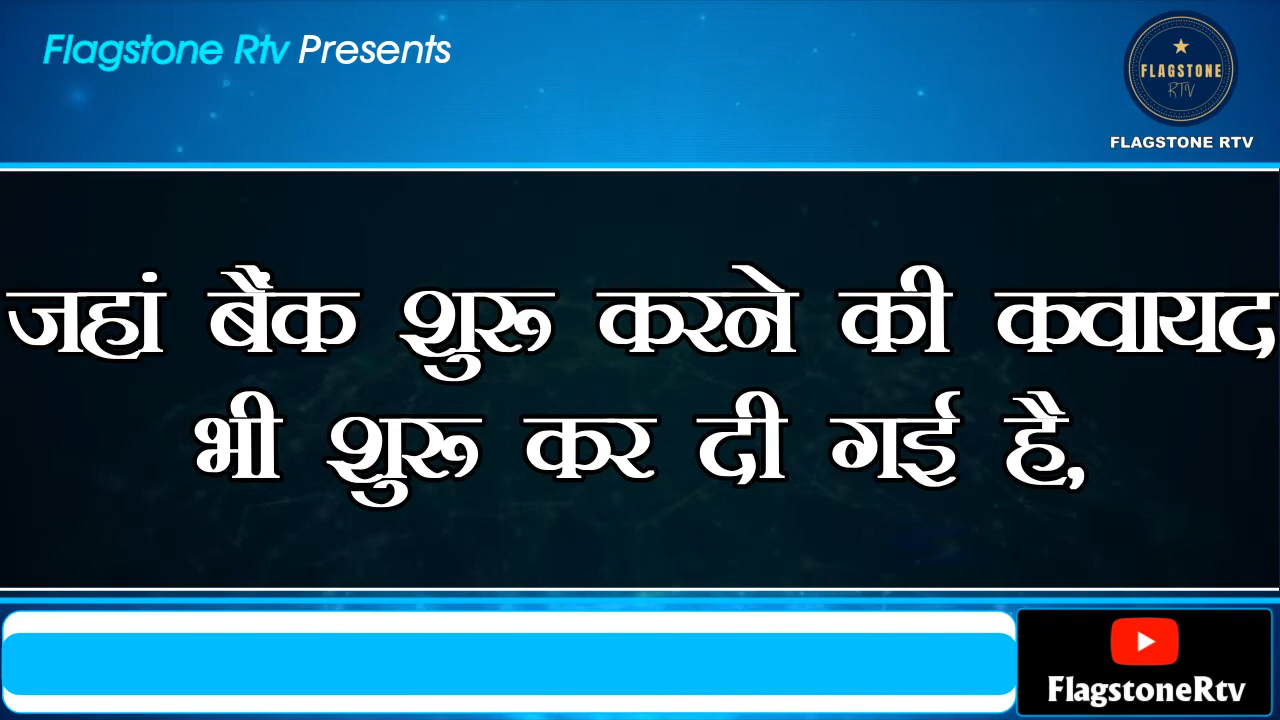 Flagstone Rtv Presents
FLAGSTONE
RTV
FLAGSTONE RTV
जहां बैंक शुरू करने की कवायद
भी शुरू कर दी गई है,
FlagstoneRtv